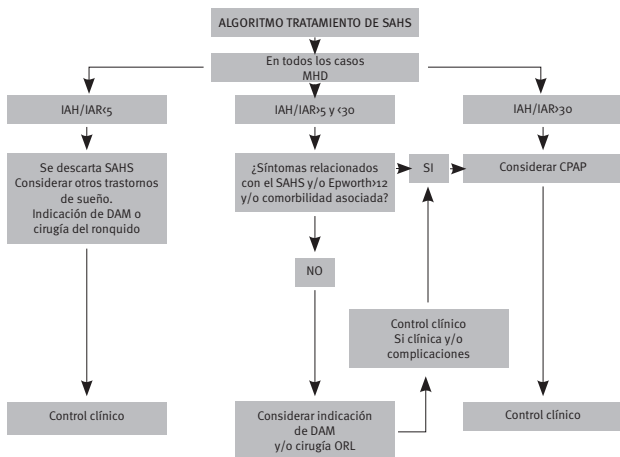 ALGORITMO TRATAMIENTO DE SAHS
En todos los casos
MHD
IAH/IAR<5
IAH/IAR>5 y <30
IAH/IAR>30
Se descarta SAHS
Considerar otros trastornos
de sueño.
Indicación de DAM o
cirugía del ronquido
¿Síntomas relacionados
con el SAHS y/o Epworth>12
y/o comorbilidad asociada?
SI
Considerar CPAP
NO
Control clínico
Si clínica y/o
complicaciones
Control clínico
Considerar indicación
de DAM
y/o cirugía ORL
Control clínico